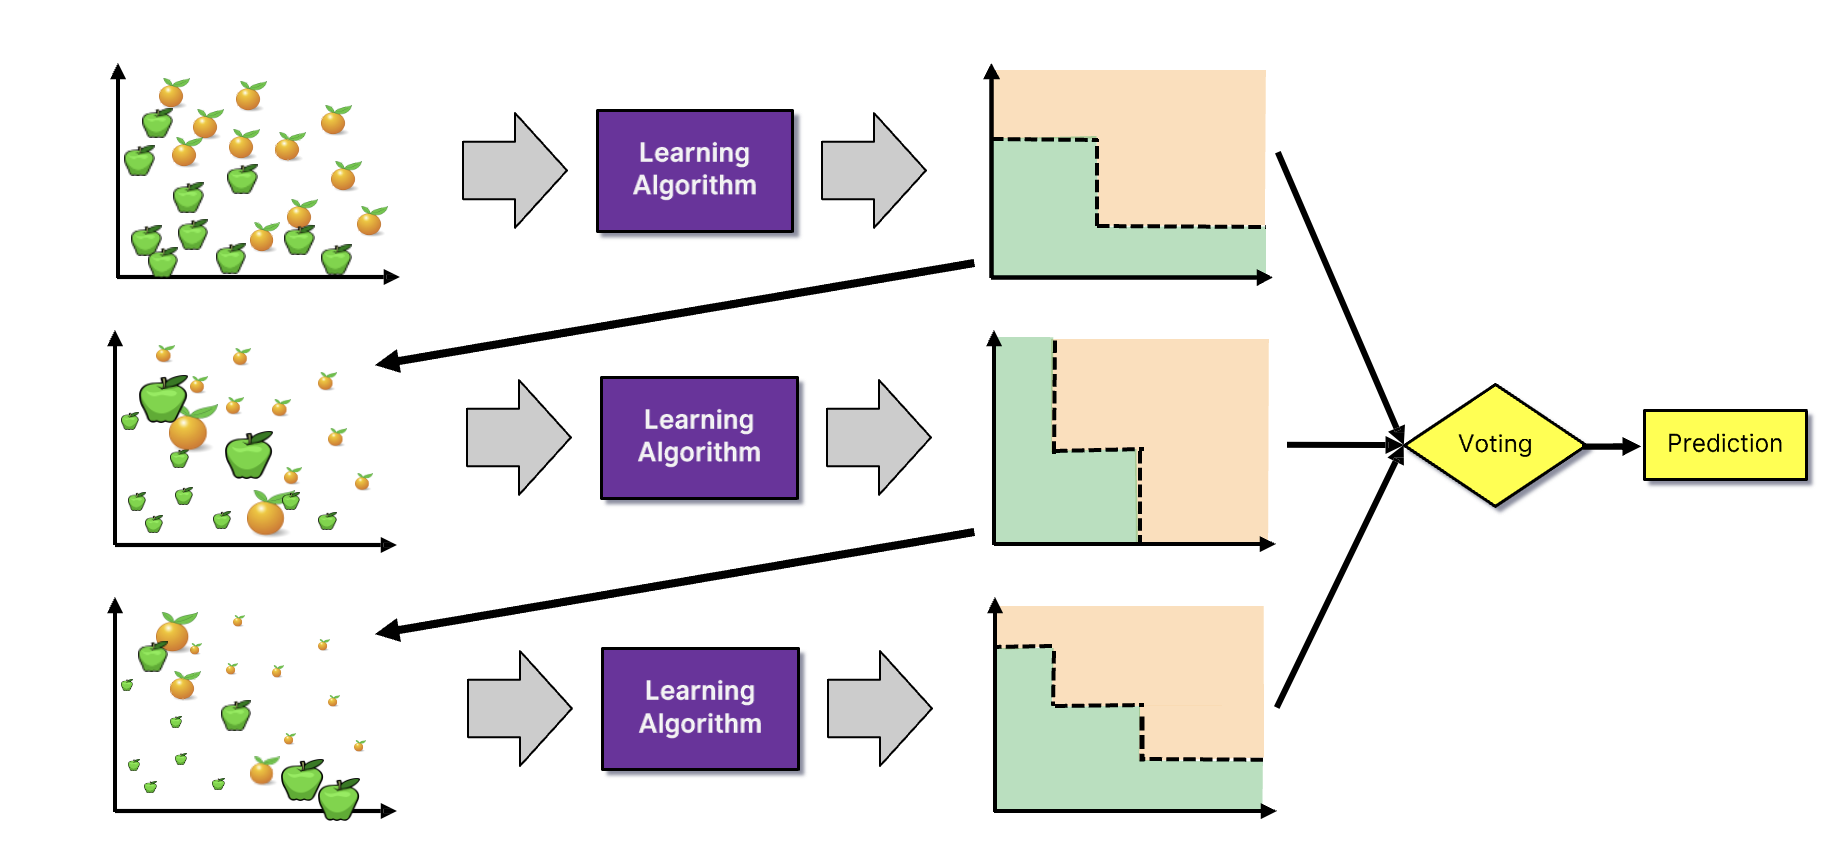 Learning
Algorithm
Learning
Algorithm
Voting
Prediction
Learning
Algorithm